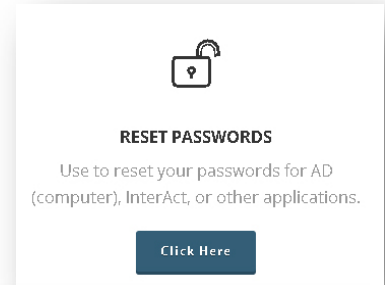 RESET PASSWORDS
Use to reset your passwords for AD
(computer), InterAct, or other applications.
Click Here